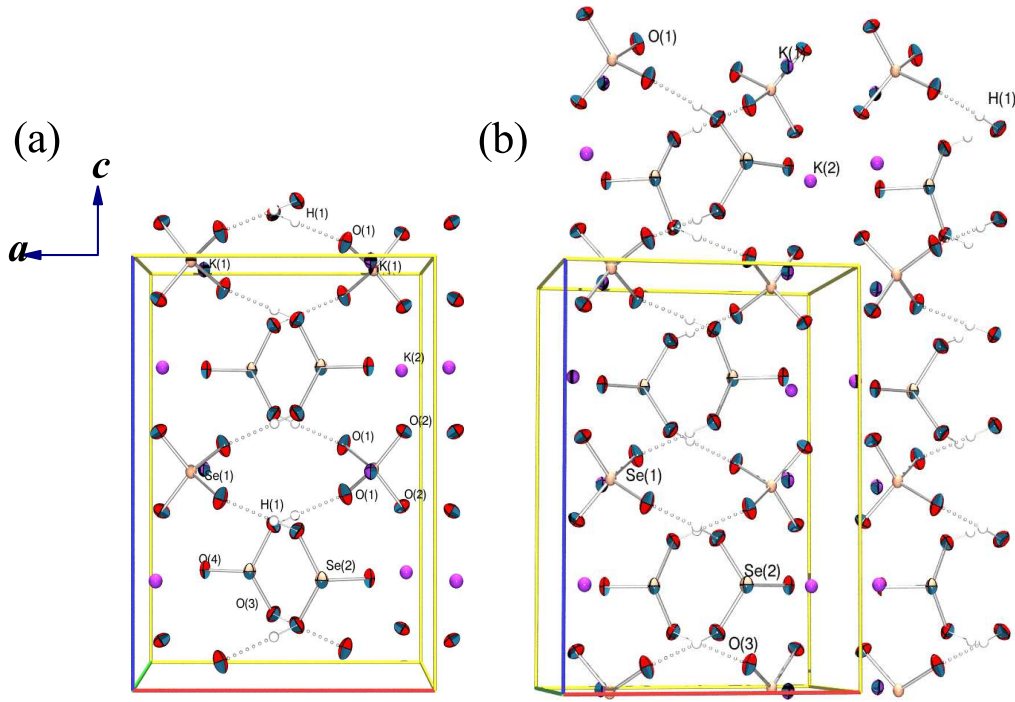 (a)
c
a
H(1)
O(1)
K(1)
K(1)
K(2)
O(2)
O(1)
Se(1)
O(1)
O(2)
H(1)
O(4)
Se(2)
O(3)
(b)
O(1)
K(1)
H(1)
K(2)
Se(1)
Se(2)
O(3)